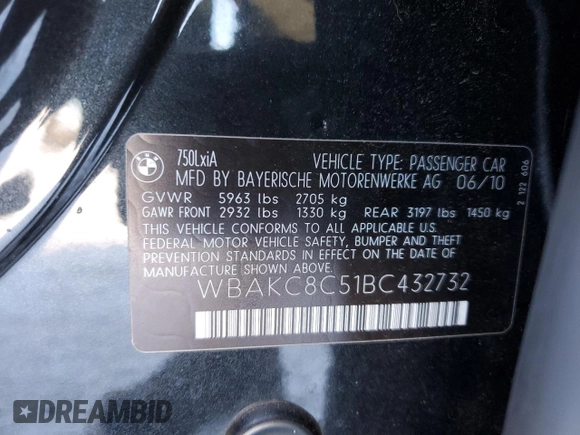 BMW
750LxiA VEHICLE TYPE: PASSENGER CAR
MFD BY BAYERISCHE MOTORENWERKE AG 06/10
GVWR 5963 lbs 2705 kg
GAWR FRONT 2932 lbs 1330 kg REAR 3197 lbs 1450 kg
THIS VEHICLE CONFORMS TO ALL APPLICABLE U.S.
FEDERAL MOTOR VEHICLE SAFETY, BUMPER AND THEFT
PREVENTION STANDARDS IN EFFECT ON THE DATE OF
MANUFACTURE SHOWN ABOVE.
WBAKC8C51BC432732
2 122 606
DREAMBID